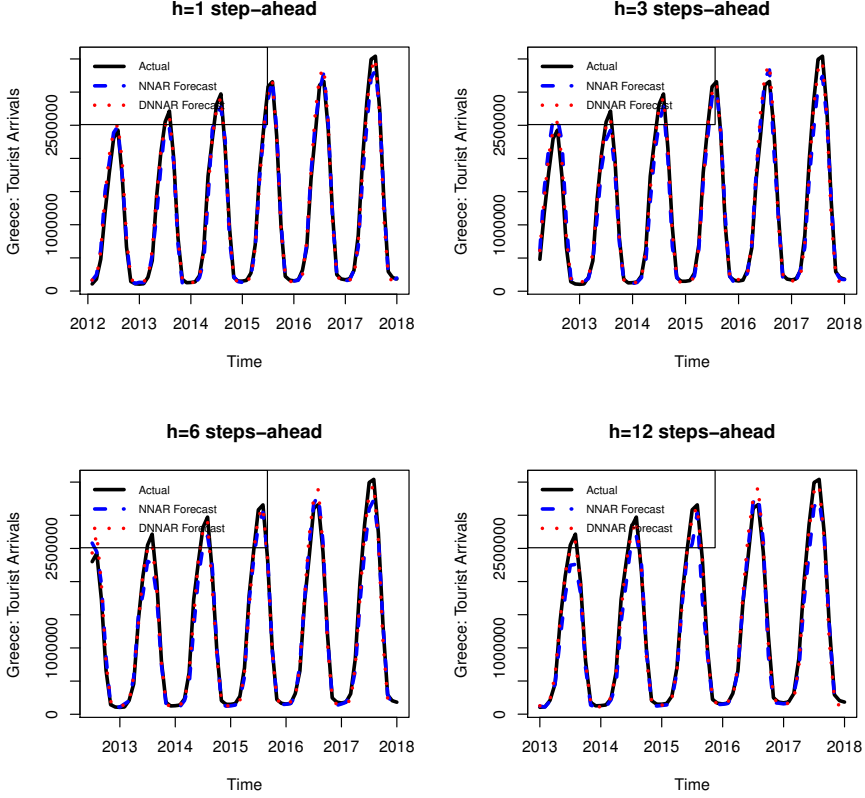 h=1 step−ahead
Actual
NNAR Forecast
DNNAR Forecast
Greece: Tourist Arrivals
0
1000000
2500000
2012 2013 2014 2015 2016 2017 2018
Time
h=3 steps−ahead
Actual
NNAR Forecast
DNNAR Forecast
Greece: Tourist Arrivals
0
1000000
2500000
2013 2014 2015 2016 2017 2018
Time
h=6 steps−ahead
Actual
NNAR Forecast
DNNAR Forecast
Greece: Tourist Arrivals
0
1000000
2500000
2013 2014 2015 2016 2017 2018
Time
h=12 steps−ahead
Actual
NNAR Forecast
DNNAR Forecast
Greece: Tourist Arrivals
0
1000000
2500000
2013 2014 2015 2016 2017 2018
Time